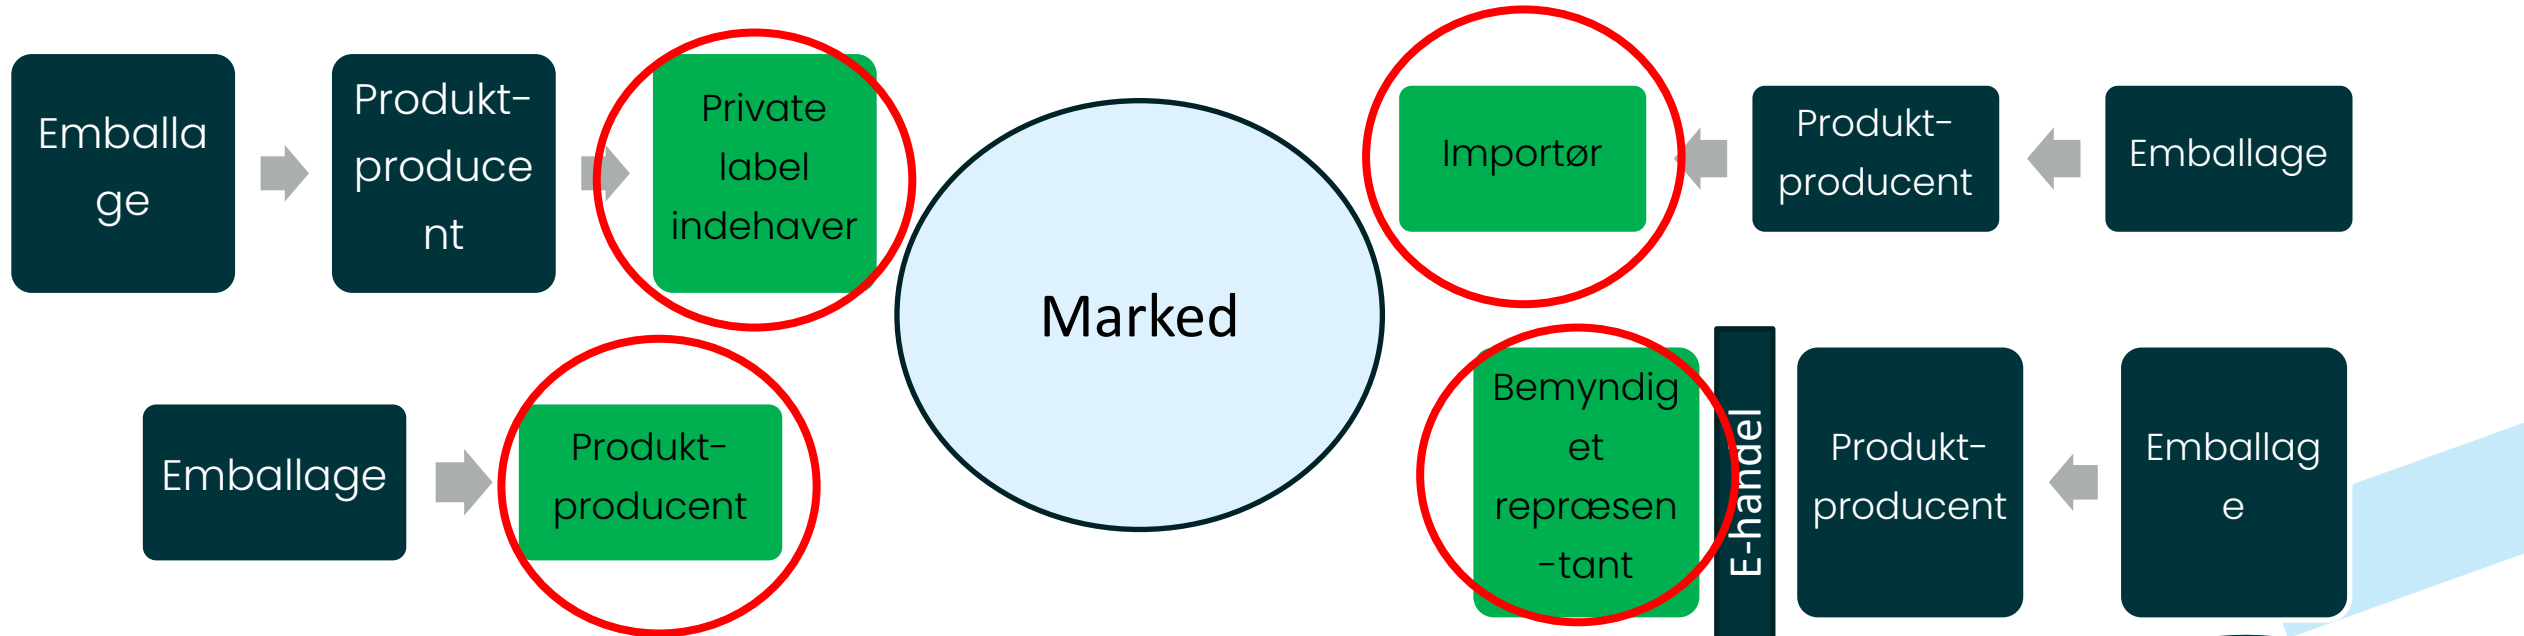 Emballa
ge
Produkt-
produce
nt
Private
label
indehaver
Emballage
Produkt-
producent
Marked
Importør
Produkt-
producent
Emballage
Bemyndig
et
repræsen
-tant
E-handel
Produkt-
producent
Emballag
e